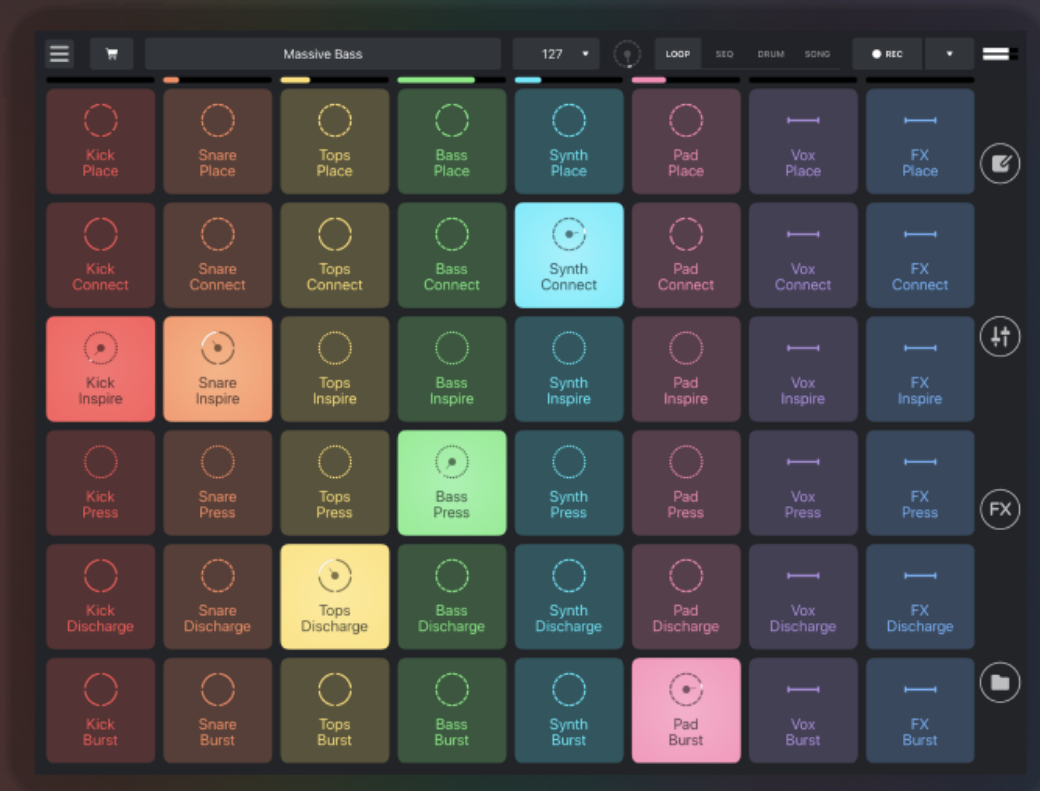 Massive Bass
127
LOOP
SEQ
DRUM
SONG
REC
Kick
Place
Snare
Place
Tops
Place
Bass
Place
Synth
Place
Pad
Place
Vox
Place
FX
Place
Kick
Connect
Snare
Connect
Tops
Connect
Bass
Connect
Synth
Connect
Pad
Connect
Vox
Connect
FX
Connect
Kick
Inspire
Snare
Inspire
Tops
Inspire
Bass
Inspire
Synth
Inspire
Pad
Inspire
Vox
Inspire
FX
Inspire
Kick
Press
Snare
Press
Tops
Press
Bass
Press
Synth
Press
Pad
Press
Vox
Press
FX
Press
FX
Kick
Discharge
Snare
Discharge
Tops
Discharge
Bass
Discharge
Synth
Discharge
Pad
Discharge
Vox
Discharge
FX
Discharge
Kick
Burst
Snare
Burst
Tops
Burst
Bass
Burst
Synth
Burst
Pad
Burst
Vox
Burst
FX
Burst